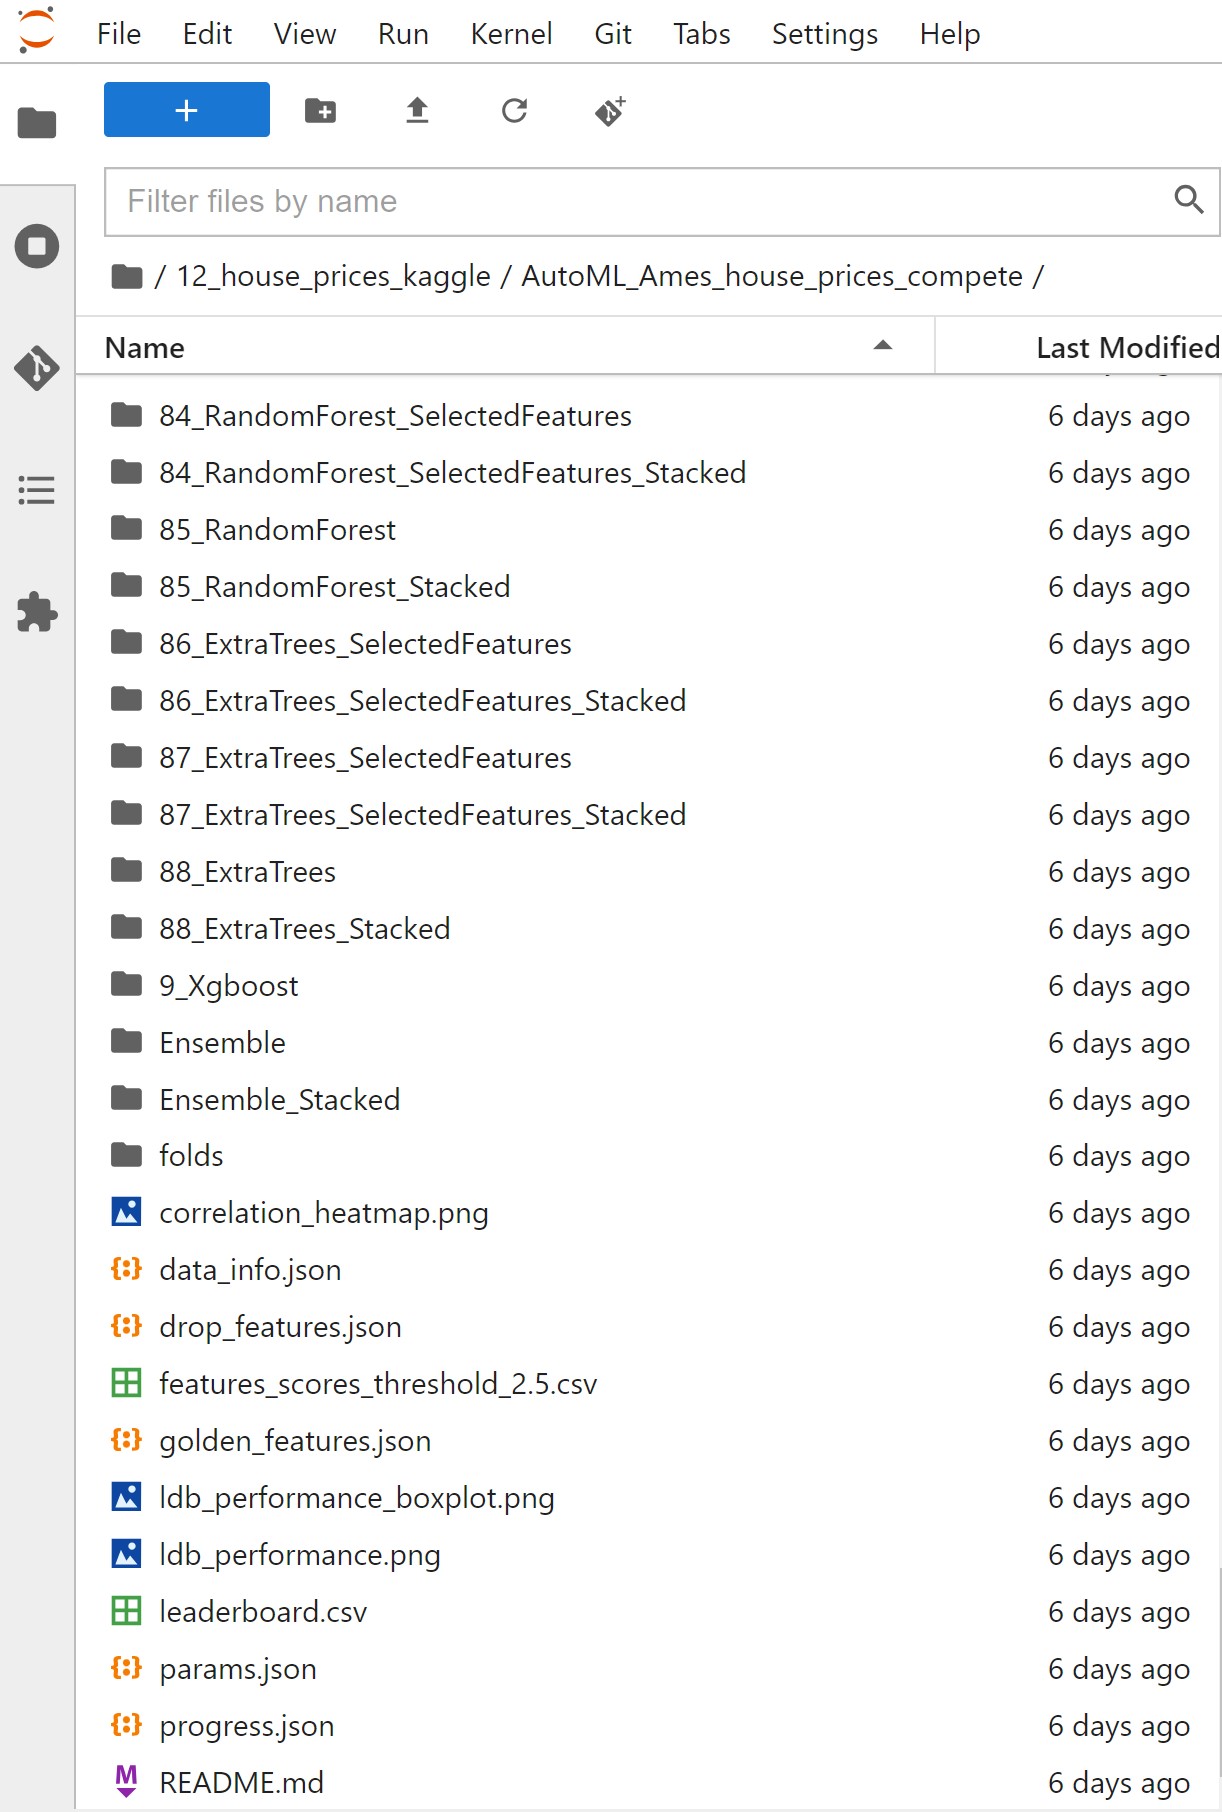 File Edit View Run Kernel Git Tabs Settings Help
Filter files by name
/ 12_house_prices_kaggle / AutoML_Ames_house_prices_compete /
Name Last Modified
84_RandomForest_SelectedFeatures 6 days ago
84_RandomForest_SelectedFeatures_Stacked 6 days ago
85_RandomForest 6 days ago
85_RandomForest_Stacked 6 days ago
86_ExtraTrees_SelectedFeatures 6 days ago
86_ExtraTrees_SelectedFeatures_Stacked 6 days ago
87_ExtraTrees_SelectedFeatures 6 days ago
87_ExtraTrees_SelectedFeatures_Stacked 6 days ago
88_ExtraTrees 6 days ago
88_ExtraTrees_Stacked 6 days ago
9_Xgboost 6 days ago
Ensemble 6 days ago
Ensemble_Stacked 6 days ago
folds 6 days ago
correlation_heatmap.png 6 days ago
data_info.json 6 days ago
drop_features.json 6 days ago
features_scores_threshold_2.5.csv 6 days ago
golden_features.json 6 days ago
ldb_performance_boxplot.png 6 days ago
ldb_performance.png 6 days ago
leaderboard.csv 6 days ago
params.json 6 days ago
progress.json 6 days ago
README.md 6 days ago